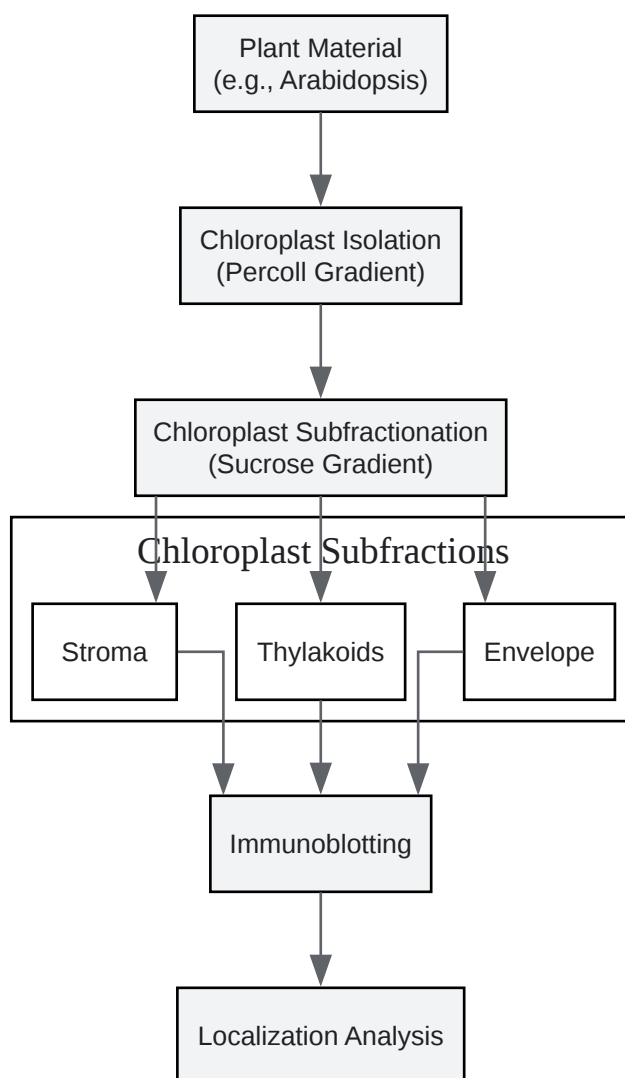 Plant Material
(e.g., Arabidopsis)
Chloroplast Isolation
(Percoll Gradient)
Chloroplast Subfractionation
(Sucrose Gradient)
Chloroplast Subfractions
Stroma
Thylakoids
Envelope
Immunoblotting
Localization Analysis